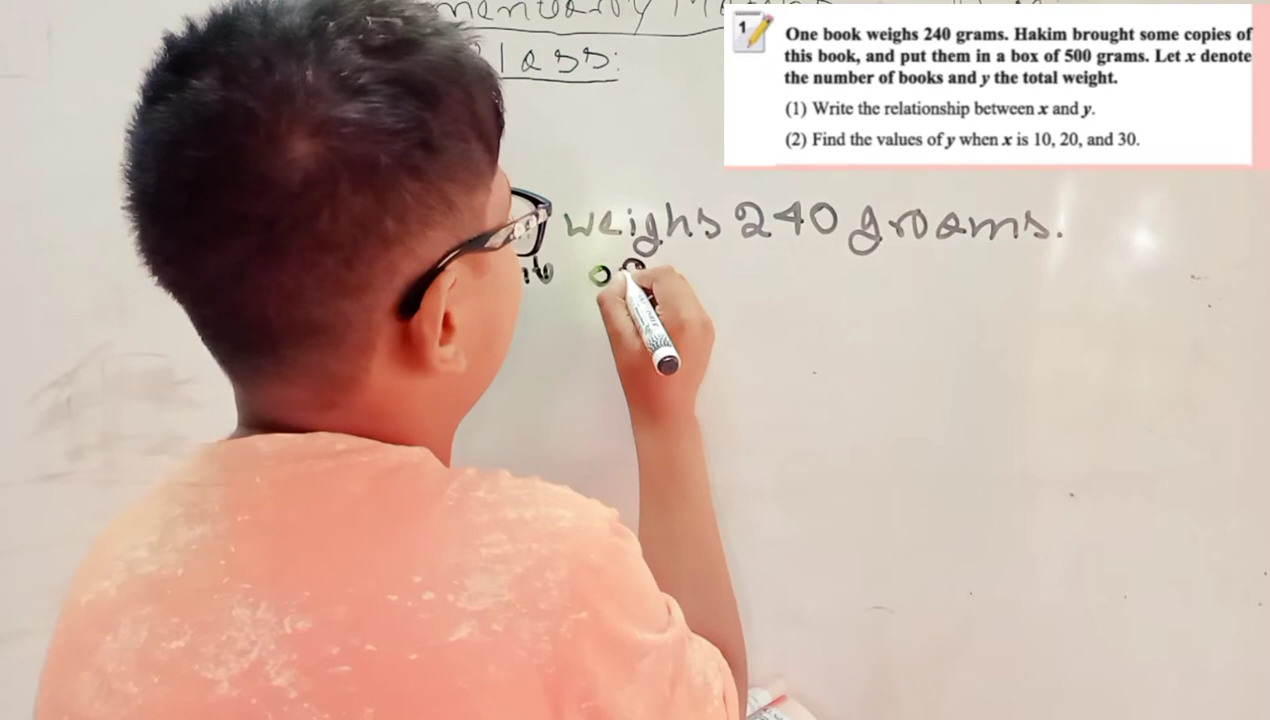 lass:
1
One book weighs 240 grams. Hakim brought some copies of
this book, and put them in a box of 500 grams. Let x denote
the number of books and y the total weight.
(1) Write the relationship between x and y.
(2) Find the values of y when x is 10, 20, and 30.
weighs 240 grams.